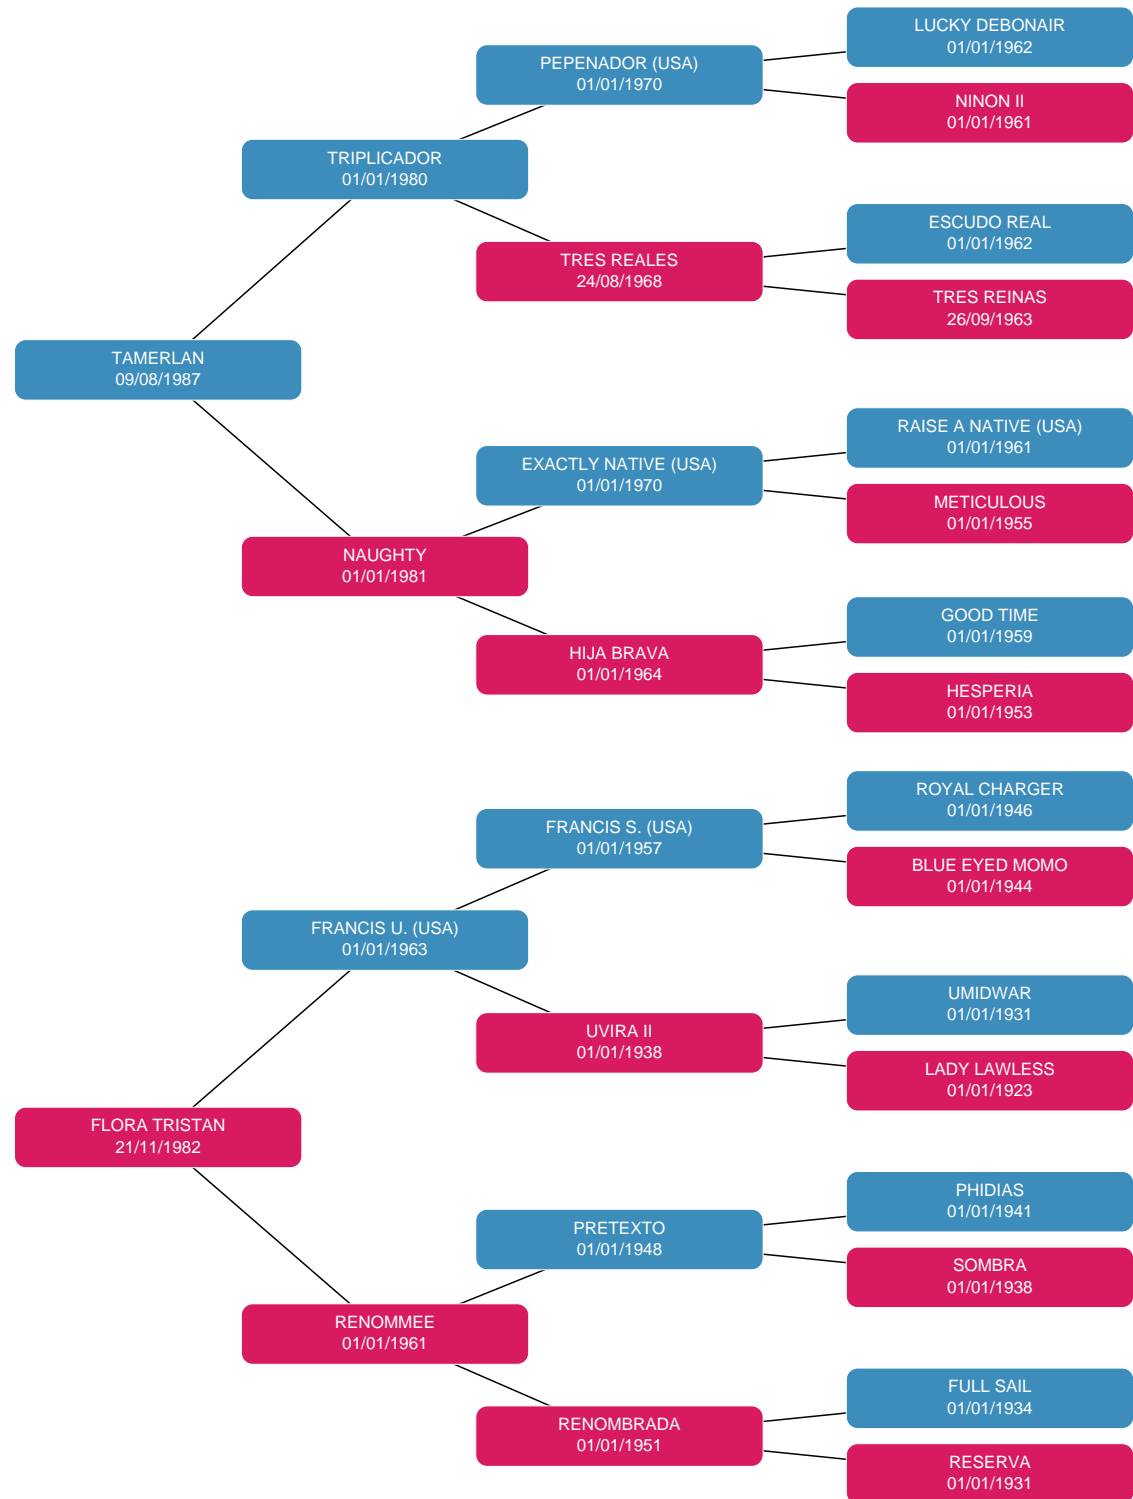 LUCKY DEBONAIR
01/01/1962
PEPENADOR (USA)
01/01/1970
NINON II
01/01/1961
TRIPLICADOR
01/01/1980
ESCUDO REAL
01/01/1962
TRES REALES
24/08/1968
TRES REINAS
26/09/1963
TAMERLAN
09/08/1987
RAISE A NATIVE (USA)
01/01/1961
EXACTLY NATIVE (USA)
01/01/1970
METICULOUS
01/01/1955
NAUGHTY
01/01/1981
GOOD TIME
01/01/1959
HIJA BRAVA
01/01/1964
HESPERIA
01/01/1953
ROYAL CHARGER
01/01/1946
FRANCIS S. (USA)
01/01/1957
BLUE EYED MOMO
01/01/1944
FRANCIS U. (USA)
01/01/1963
UMIDWAR
01/01/1931
UVIRA II
01/01/1938
LADY LAWLESS
01/01/1923
FLORA TRISTAN
21/11/1982
PHIDIAS
01/01/1941
PRETEXTO
01/01/1948
SOMBRA
01/01/1938
RENOMMEE
01/01/1961
FULL SAIL
01/01/1934
RENOMBRADA
01/01/1951
RESERVA
01/01/1931